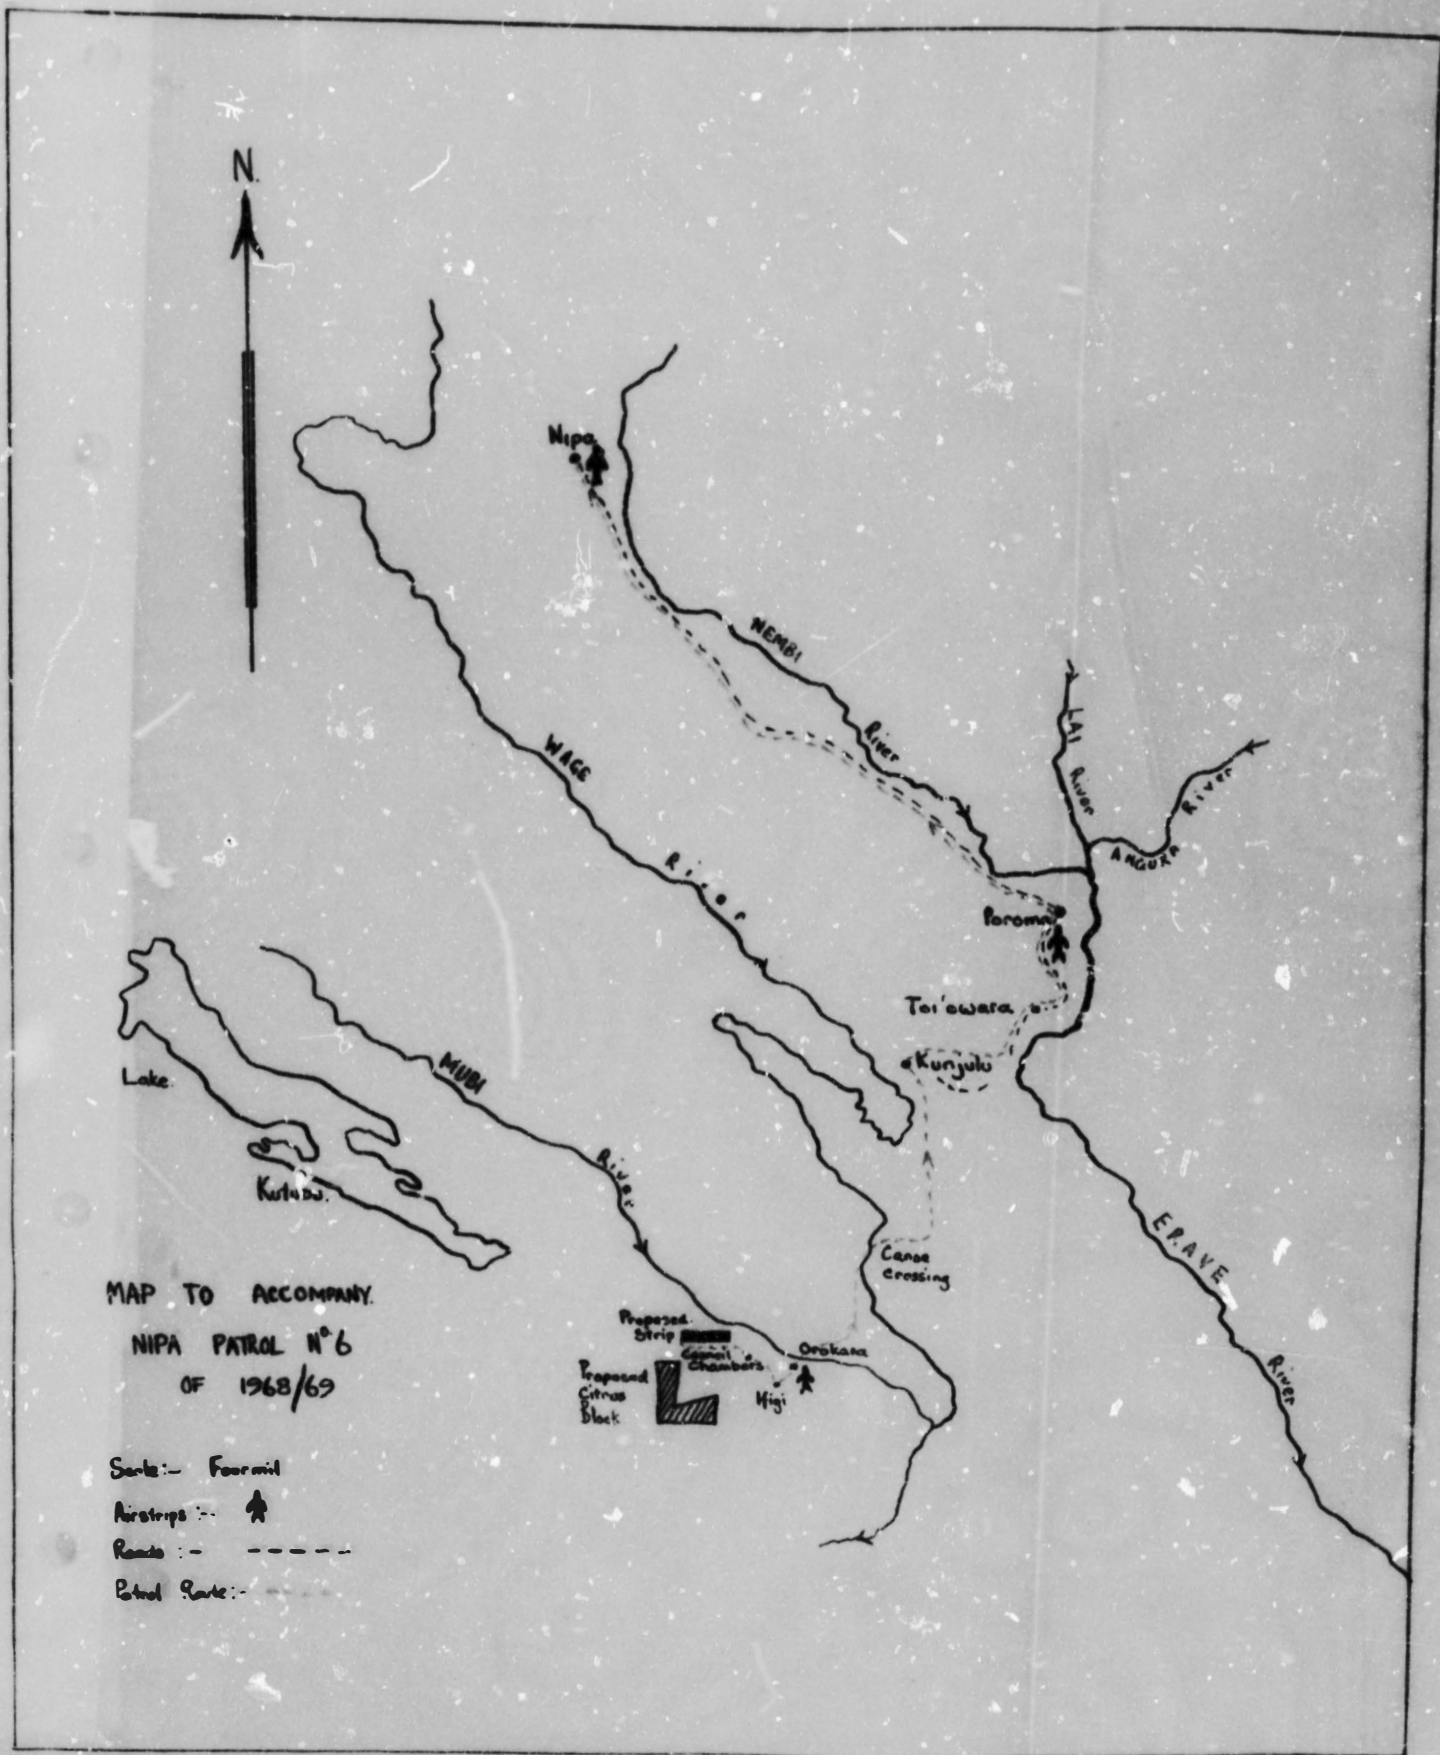 N.
Nipa
NEMBI
River
LAI River
ANGURA River
WAGE
River
Poroma
Toi'owara
Kunjulu
Lake
Kutubu.
MUBI
River
Canoe
crossing
ERAVE
River
Proposed
Strip
Council
Chambers
Orokana
Proposed
Citrus
Block
MAP TO ACCOMPANY.
NIPA PATROL Nº 6
OF 1968/69
Scale:- Fourmil
Airstrips :-
Roads :-
Patrol Route:-